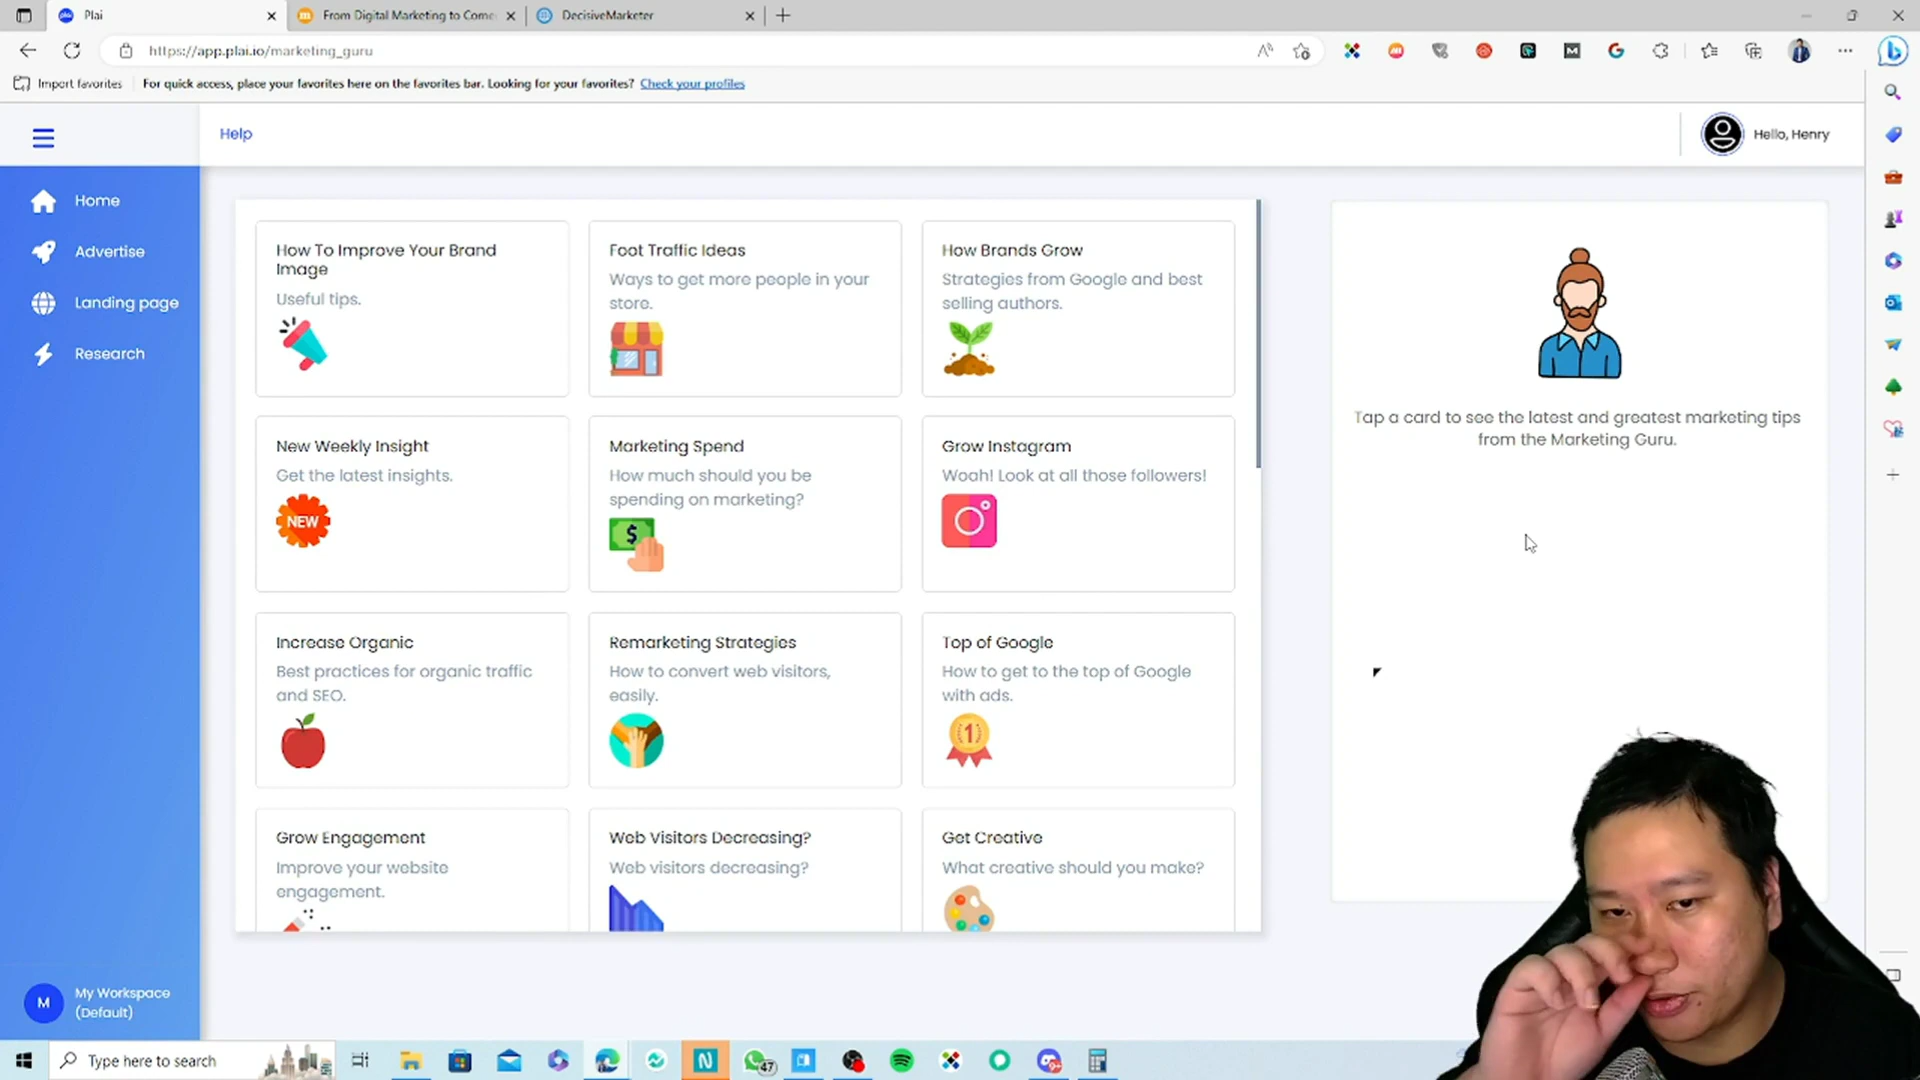 Plai
From Digital Marketing to Come
DecisiveMarketer
https://app.plai.io/marketing_guru
Import favorites
For quick access, place your favorites here on the favorites bar. Looking for your favorites? Check your profiles
Help
Hello, Henry
Home
Advertise
Landing page
Research
How To Improve Your Brand
Image
Useful tips.
Foot Traffic Ideas
Ways to get more people in your
store.
How Brands Grow
Strategies from Google and best
selling authors.
New Weekly Insight
Get the latest insights.
NEW
Marketing Spend
How much should you be
spending on marketing?
Grow Instagram
Woah! Look at all those followers!
Increase Organic
Best practices for organic traffic
and SEO.
Remarketing Strategies
How to convert web visitors,
easily.
Top of Google
How to get to the top of Google
with ads.
1
Grow Engagement
Improve your website
engagement.
Web Visitors Decreasing?
Web visitors decreasing?
Get Creative
What creative should you make?
Tap a card to see the latest and greatest marketing tips
from the Marketing Guru.
M
My Workspace
(Default)
Type here to search
47